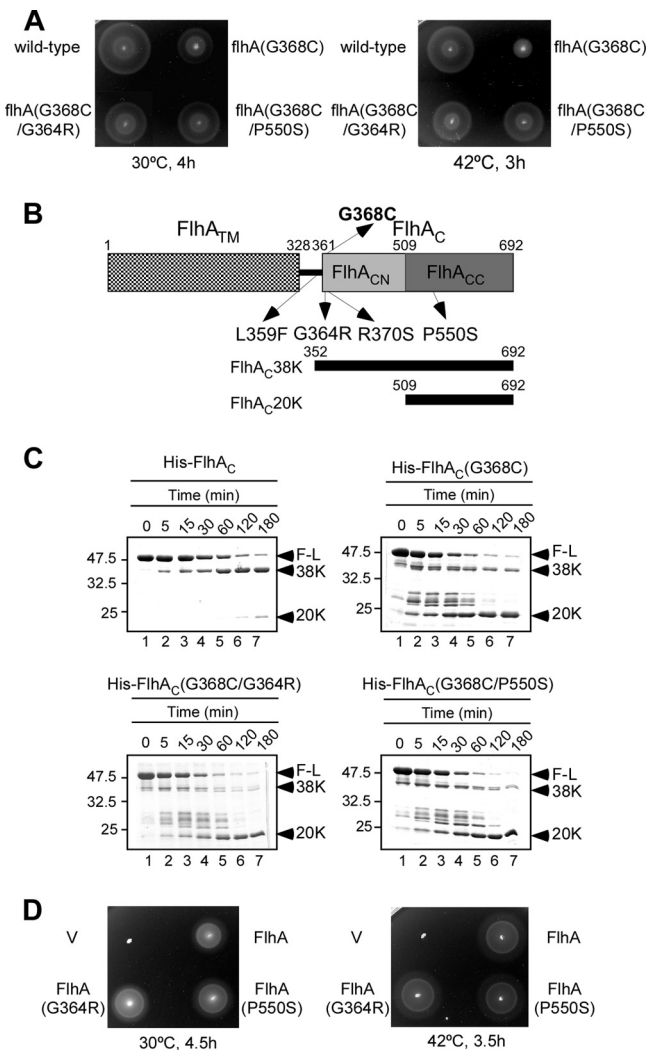 A
wild-type
flhA(G368C)
flhA(G368C
/G364R)
flhA(G368C
/P550S)
30ºC, 4h
wild-type
flhA(G368C)
flhA(G368C
/G364R)
flhA(G368C
/P550S)
42ºC, 3h
B
G368C
FlhATM
FlhAC
1
328
361
509
692
FlhACN
FlhACC
L359F
G364R
R370S
P550S
352
692
FlhAC38K
509
692
FlhAC20K
C
His-FlhAC
Time (min)
0 5 15 30 60 120 180
47.5
32.5
25
F-L
38K
20K
1 2 3 4 5 6 7
His-FlhAC(G368C)
Time (min)
0 5 15 30 60 120 180
47.5
32.5
25
F-L
38K
20K
1 2 3 4 5 6 7
His-FlhAC(G368C/G364R)
Time (min)
0 5 15 30 60 120 180
47.5
32.5
25
F-L
38K
20K
1 2 3 4 5 6 7
His-FlhAC(G368C/P550S)
Time (min)
0 5 15 30 60 120 180
47.5
32.5
25
F-L
38K
20K
1 2 3 4 5 6 7
D
V
FlhA
FlhA
(G364R)
FlhA
(P550S)
30ºC, 4.5h
V
FlhA
FlhA
(G364R)
FlhA
(P550S)
42ºC, 3.5h